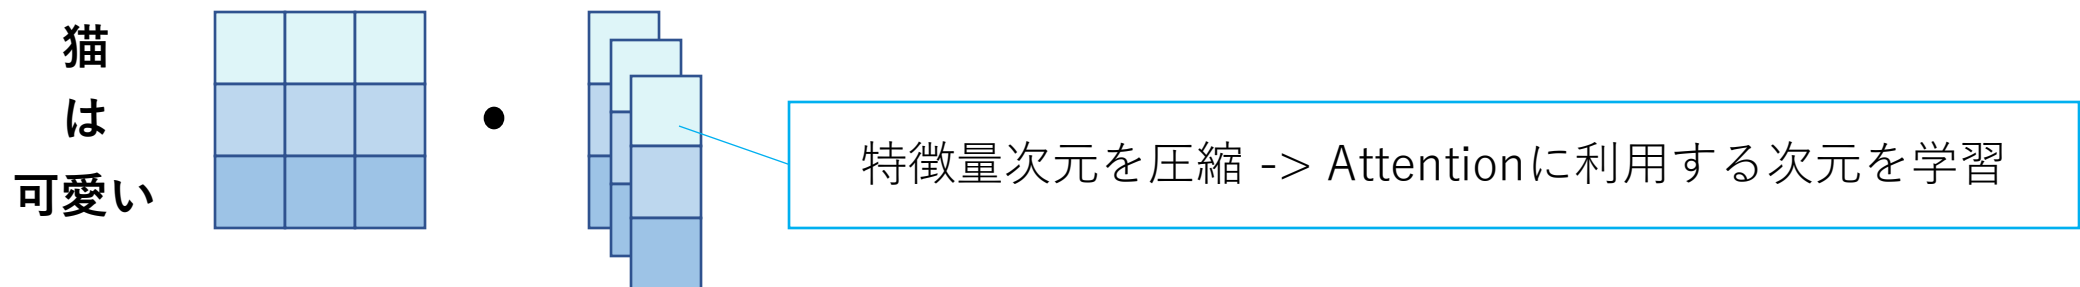 猫
は
可愛い
特徴量次元を圧縮 -> Attentionに利用する次元を学習